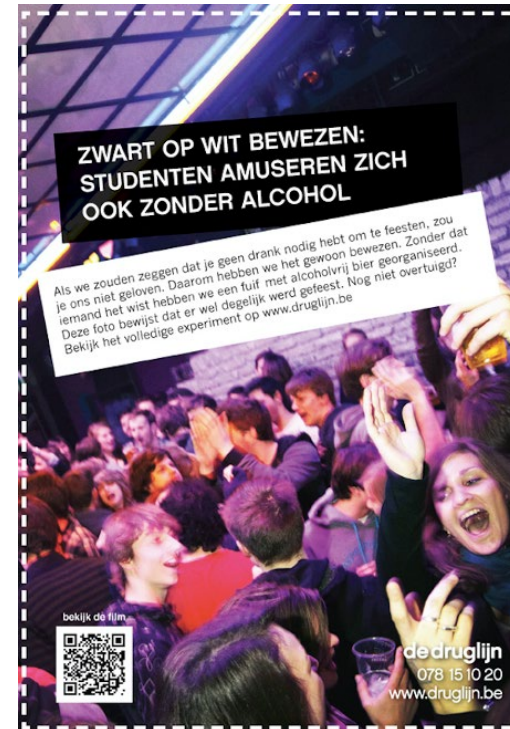 ZWART OP WIT BEWEZEN:
STUDENTEN AMUSEREN ZICH
OOK ZONDER ALCOHOL
Als we zouden zeggen dat je geen drank nodig hebt om te feesten, zou
je ons niet geloven. Daarom hebben we het gewoon bewezen. Zonder dat
iemand het wist hebben we een fuif met alcoholvrij bier georganiseerd.
Deze foto bewijst dat er wel degelijk werd gefeest. Nog niet overtuigd?
Bekijk het volledige experiment op www.druglijn.be
bekijk de film
de druglijn
078 15 10 20
www.druglijn.be